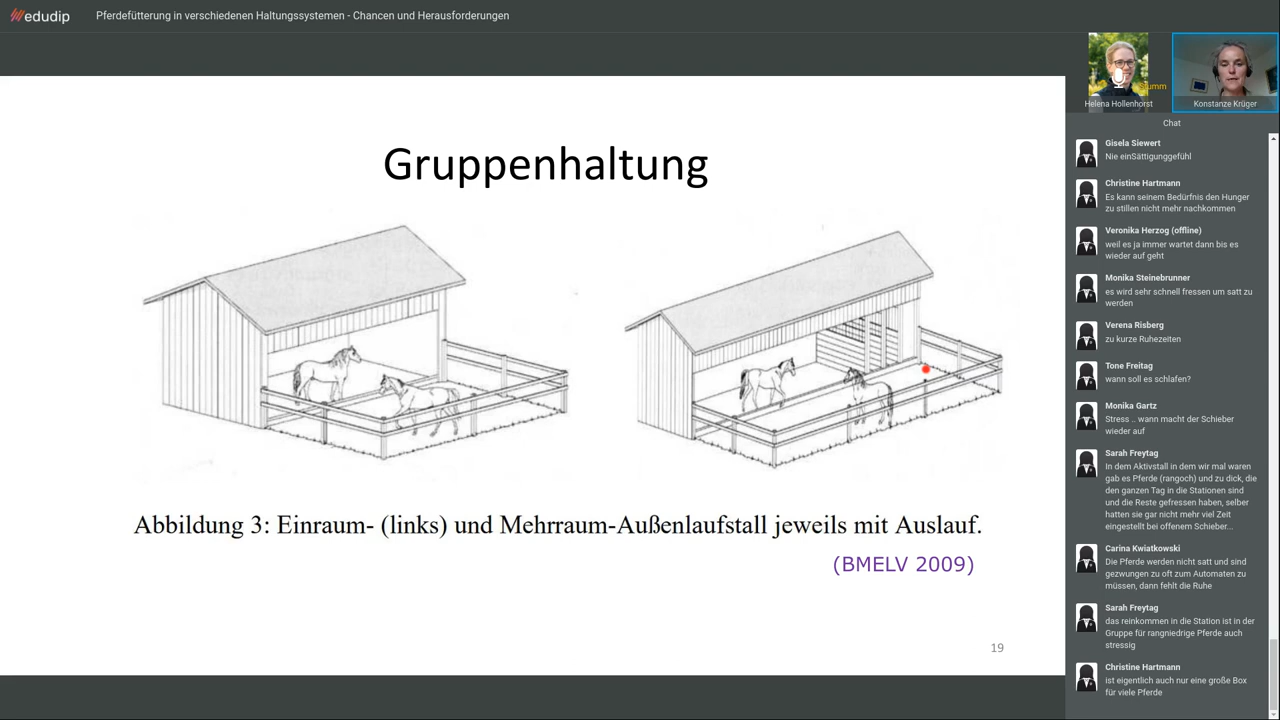 edudip
Pferdefütterung in verschiedenen Haltungssystemen - Chancen und Herausforderungen
Helena Hollenhorst
Konstanze Krüger
Chat
Gruppenhaltung
Abbildung 3: Einraum- (links) und Mehrraum-Außenlaufstall jeweils mit Auslauf.
(BMELV 2009)
19
Gisela Siewert
Nie einSättigunggefühl
Christine Hartmann
Es kann seinem Bedürfnis den Hunger
zu stillen nicht mehr nachkommen
Veronika Herzog (offline)
weil es ja immer wartet dann bis es
wieder auf geht
Monika Steinebrunner
es wird sehr schnell fressen um satt zu
werden
Verena Risberg
zu kurze Ruhezeiten
Tone Freitag
wann soll es schlafen?
Monika Gartz
Stress .. wann macht der Schieber
wieder auf
Sarah Freytag
In dem Aktivstall in dem wir mal waren
gab es Pferde (rangoch) und zu dick, die
den ganzen Tag in die Stationen sind
und die Reste gefressen haben, selber
hatten sie gar nicht mehr viel Zeit
eingestellt bei offenem Schieber...
Carina Kwiatkowski
Die Pferde werden nicht satt und sind
gezwungen zu oft zum Automaten zu
müssen, dann fehlt die Ruhe
Sarah Freytag
das reinkommen in die Station ist in der
Gruppe für rangniedrige Pferde auch
stressig
Christine Hartmann
ist eigentlich auch nur eine große Box
für viele Pferde